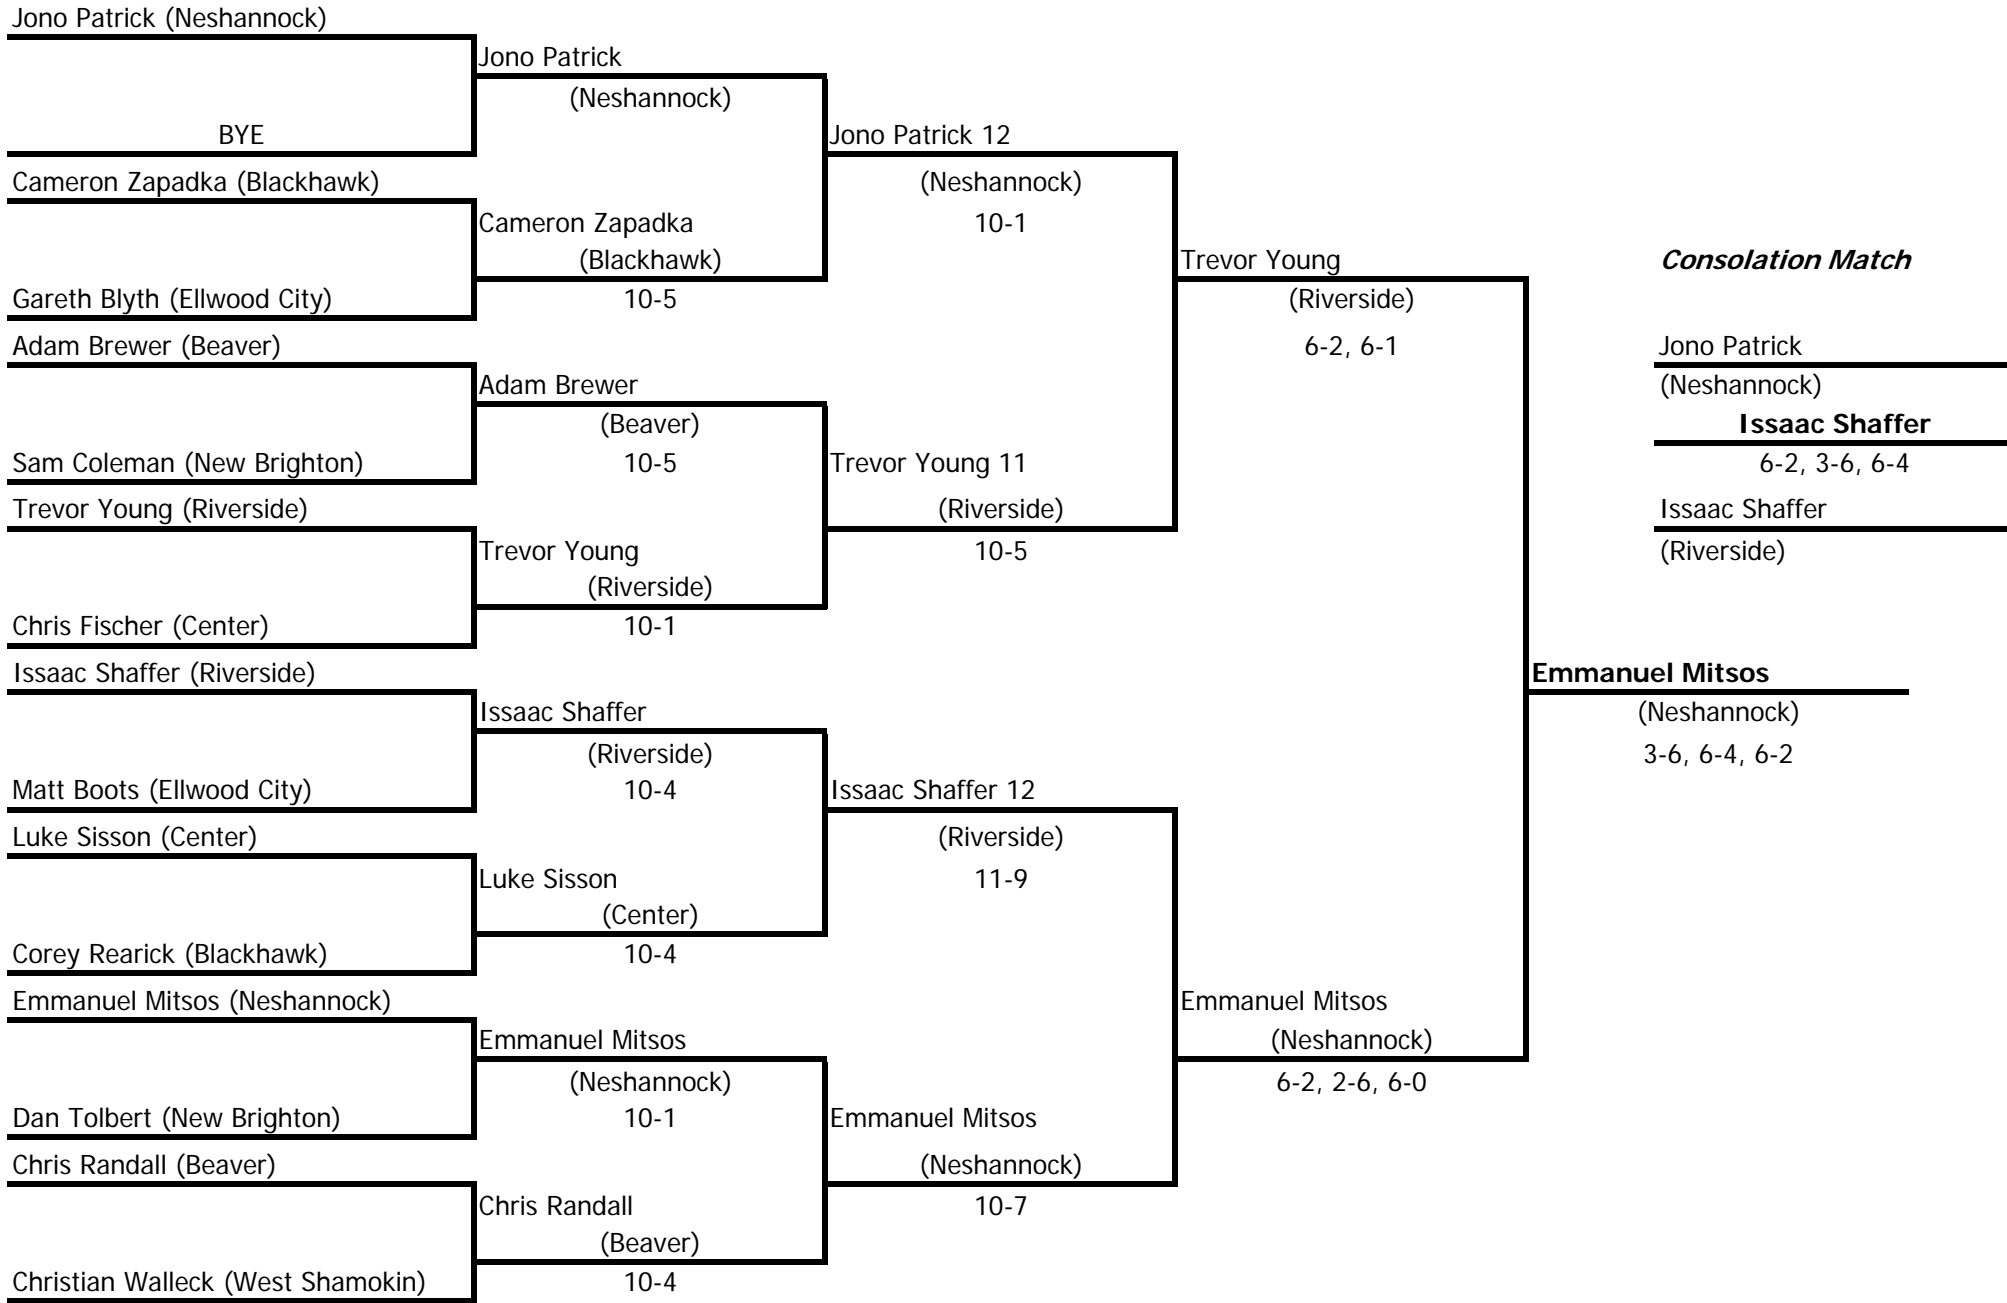 Jono Patrick (Neshannock)
Jono Patrick
(Neshannock)
BYE
Jono Patrick 12
Cameron Zapadka (Blackhawk)
(Neshannock)
Cameron Zapadka
10-1
(Blackhawk)
Trevor Young
Consolation Match
Gareth Blyth (Ellwood City)
10-5
(Riverside)
Adam Brewer (Beaver)
6-2, 6-1
Jono Patrick
Adam Brewer
(Neshannock)
(Beaver)
Issaac Shaffer
Sam Coleman (New Brighton)
10-5
Trevor Young 11
6-2, 3-6, 6-4
Trevor Young (Riverside)
(Riverside)
Issaac Shaffer
Trevor Young
10-5
(Riverside)
(Riverside)
Chris Fischer (Center)
10-1
Issaac Shaffer (Riverside)
Emmanuel Mitsos
Issaac Shaffer
(Neshannock)
(Riverside)
3-6, 6-4, 6-2
Matt Boots (Ellwood City)
10-4
Issaac Shaffer 12
Luke Sisson (Center)
(Riverside)
Luke Sisson
11-9
(Center)
Corey Rearick (Blackhawk)
10-4
Emmanuel Mitsos (Neshannock)
Emmanuel Mitsos
Emmanuel Mitsos
(Neshannock)
(Neshannock)
6-2, 2-6, 6-0
Dan Tolbert (New Brighton)
10-1
Emmanuel Mitsos
Chris Randall (Beaver)
(Neshannock)
Chris Randall
10-7
(Beaver)
Christian Walleck (West Shamokin)
10-4